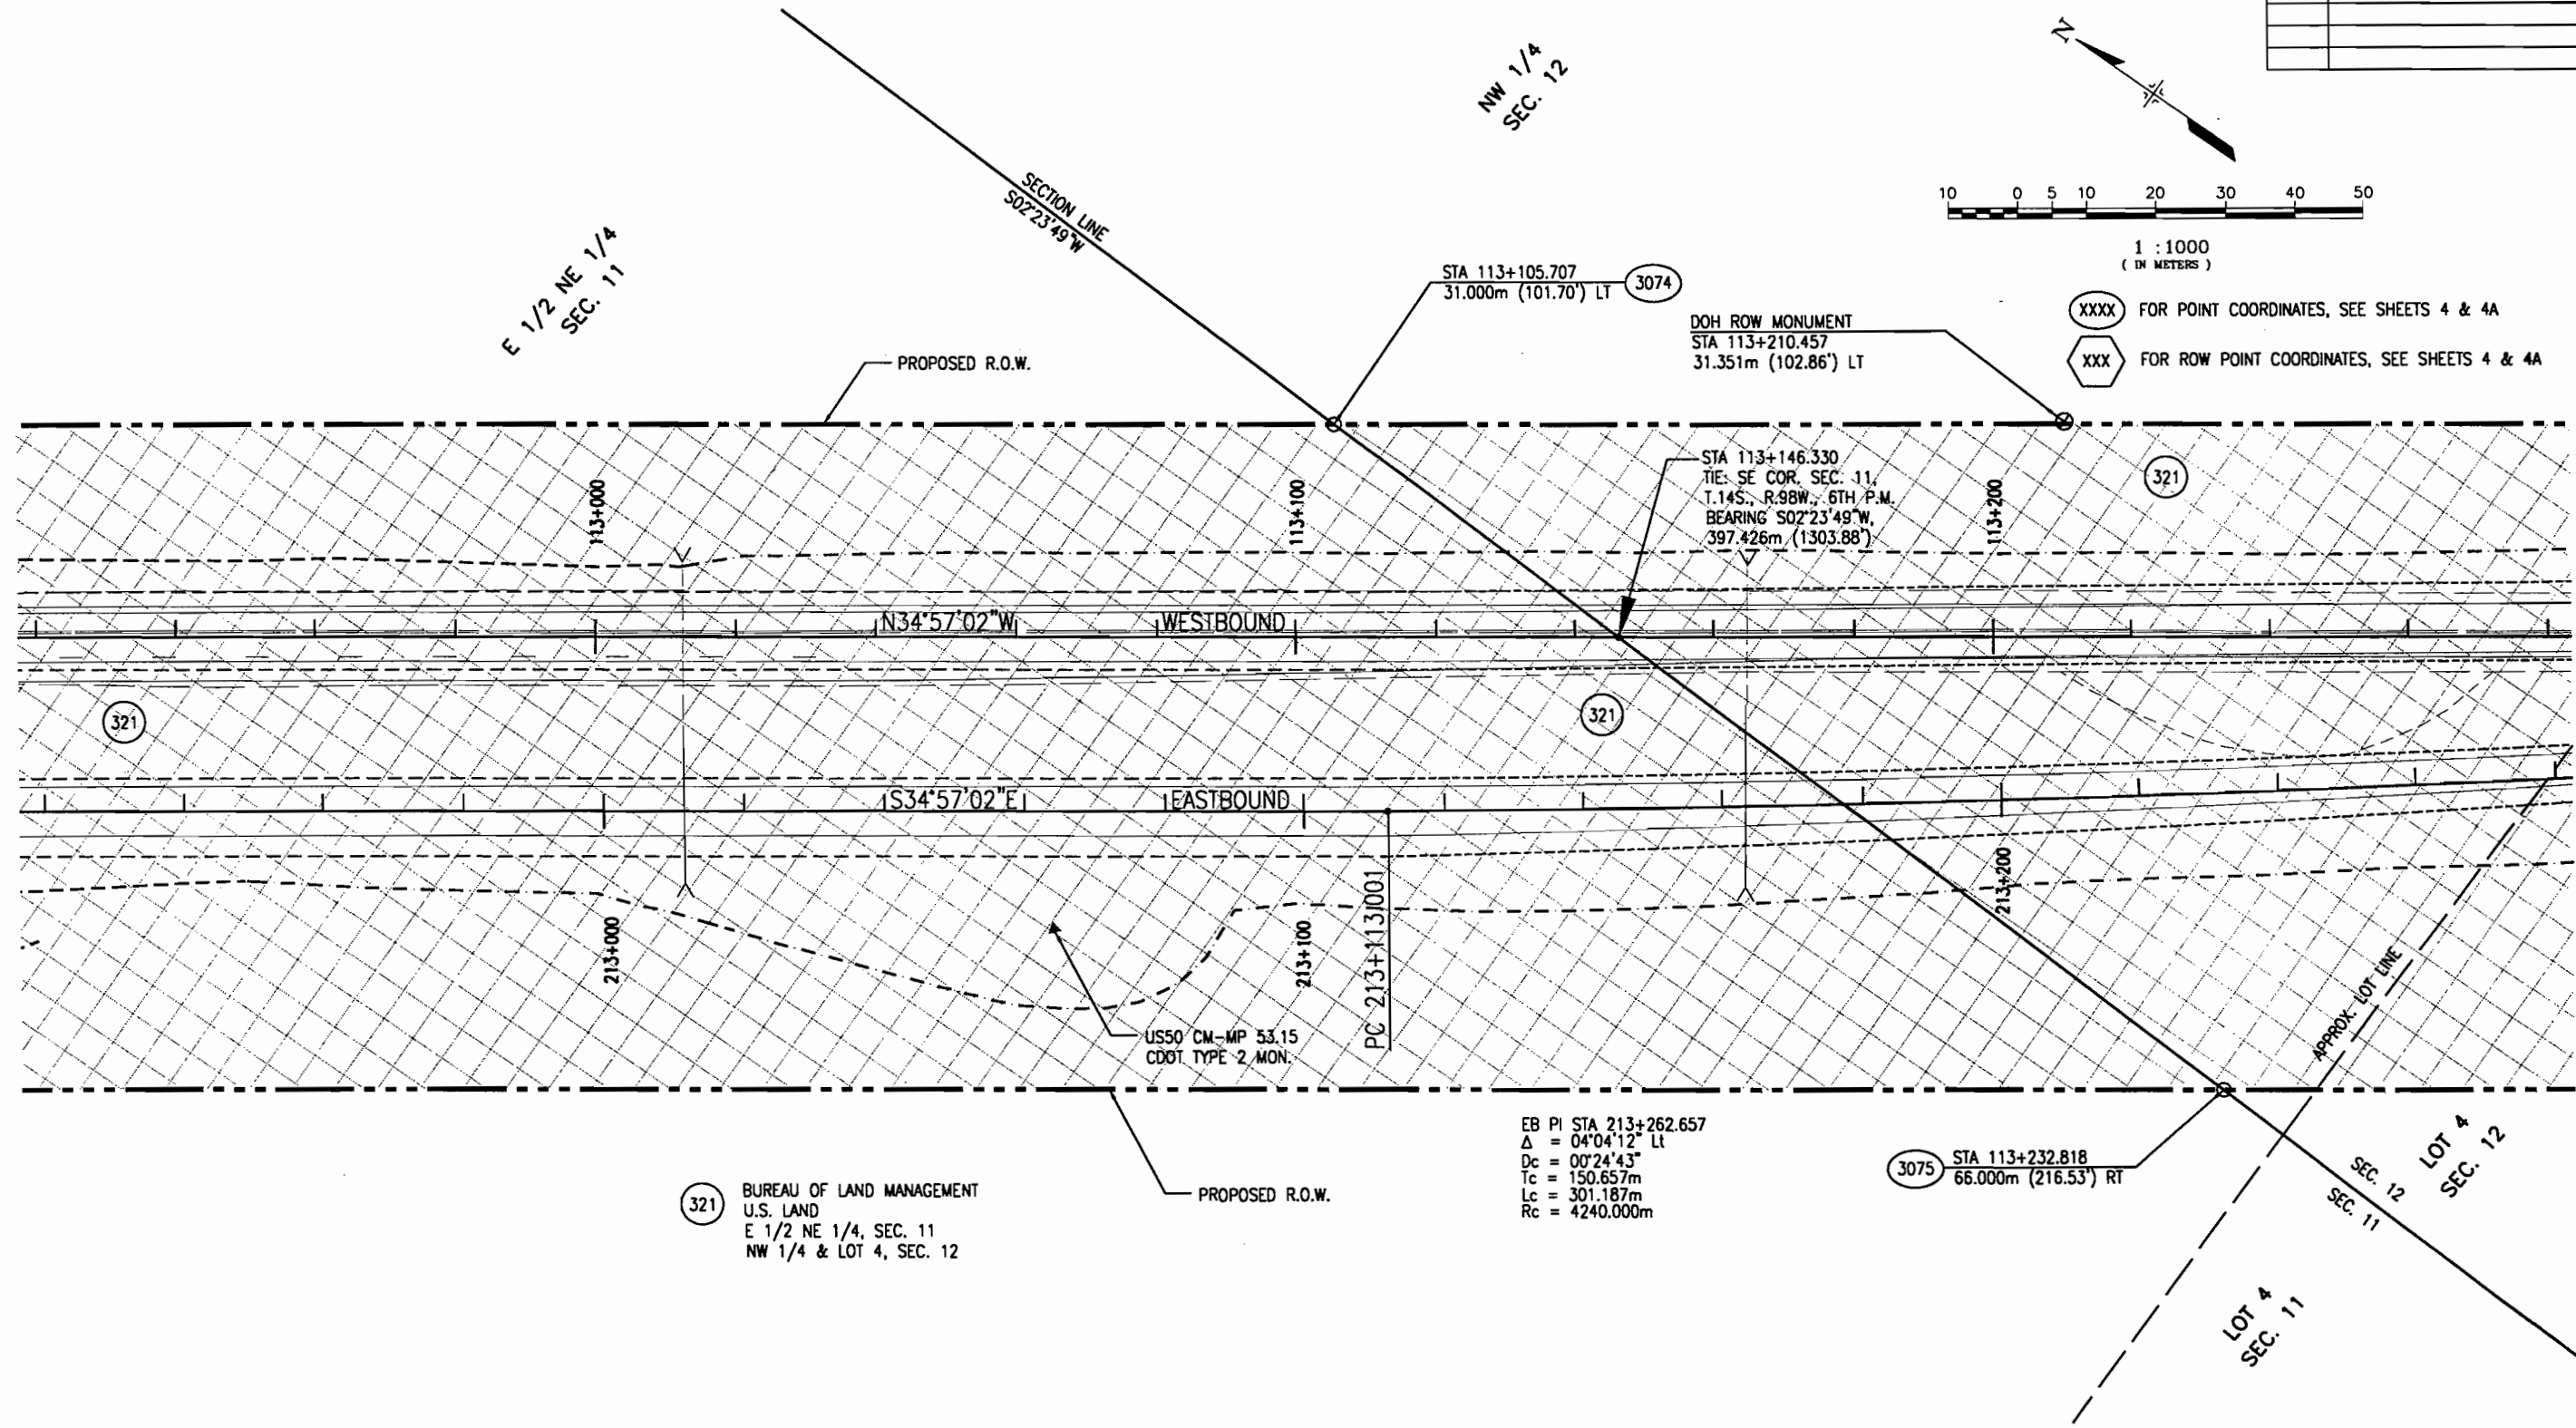 N
NW 1/4
SEC. 12
10 0 5 10 20 30 40 50
1 :1000
( IN METERS )
XXXX FOR POINT COORDINATES, SEE SHEETS 4 & 4A
XXX FOR ROW POINT COORDINATES, SEE SHEETS 4 & 4A
SECTION LINE
S02°23'49"W
E 1/2 NE 1/4
SEC. 11
STA 113+105.707
31.000m (101.70') LT
3074
DOH ROW MONUMENT
STA 113+210.457
31.351m (102.86') LT
PROPOSED R.O.W.
STA 113+146.330
TIE: SE COR. SEC. 11,
T.14S., R.98W., 6TH P.M.
BEARING S02°23'49"W,
397.426m (1303.88')
321
113+000
113+100
113+200
N34°57'02"W
WESTBOUND
321
321
S34°57'02"E
EASTBOUND
213+000
213+100
PC 213+113.001
213+200
US50 CM-MP 53.15
CDOT TYPE 2 MON.
APPROX. LOT LINE
EB PI STA 213+262.657
Δ = 04°04'12" Lt
Dc = 00°24'43"
Tc = 150.657m
Lc = 301.187m
Rc = 4240.000m
3075
STA 113+232.818
66.000m (216.53') RT
321
BUREAU OF LAND MANAGEMENT
U.S. LAND
E 1/2 NE 1/4, SEC. 11
NW 1/4 & LOT 4, SEC. 12
PROPOSED R.O.W.
SEC. 12
SEC. 11
LOT 4
SEC. 12
LOT 4
SEC. 11